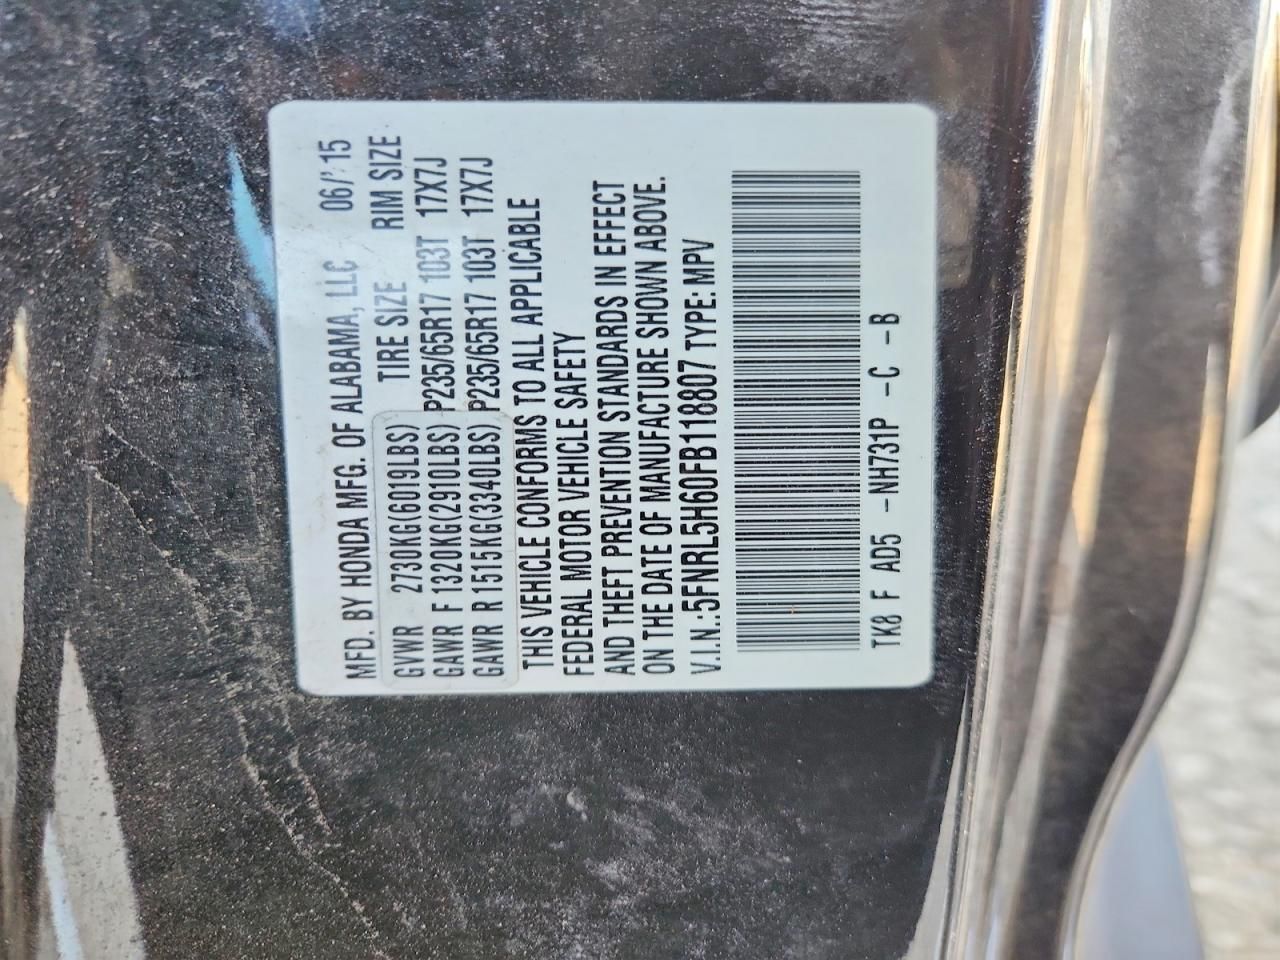 MFD. BY HONDA MFG. OF ALABAMA, LLC 06/'15
TIRE SIZE RIM SIZE
GVWR 2730KG(6019LBS)
GAWR F 1320KG(2910LBS) P235/65R17 103T 17X7J
GAWR R 1515KG(3340LBS) P235/65R17 103T 17X7J
THIS VEHICLE CONFORMS TO ALL APPLICABLE
FEDERAL MOTOR VEHICLE SAFETY
AND THEFT PREVENTION STANDARDS IN EFFECT
ON THE DATE OF MANUFACTURE SHOWN ABOVE.
V.I.N.:5FNRL5H60FB118807 TYPE: MPV
TK8 F AD5 -NH731P -C -B